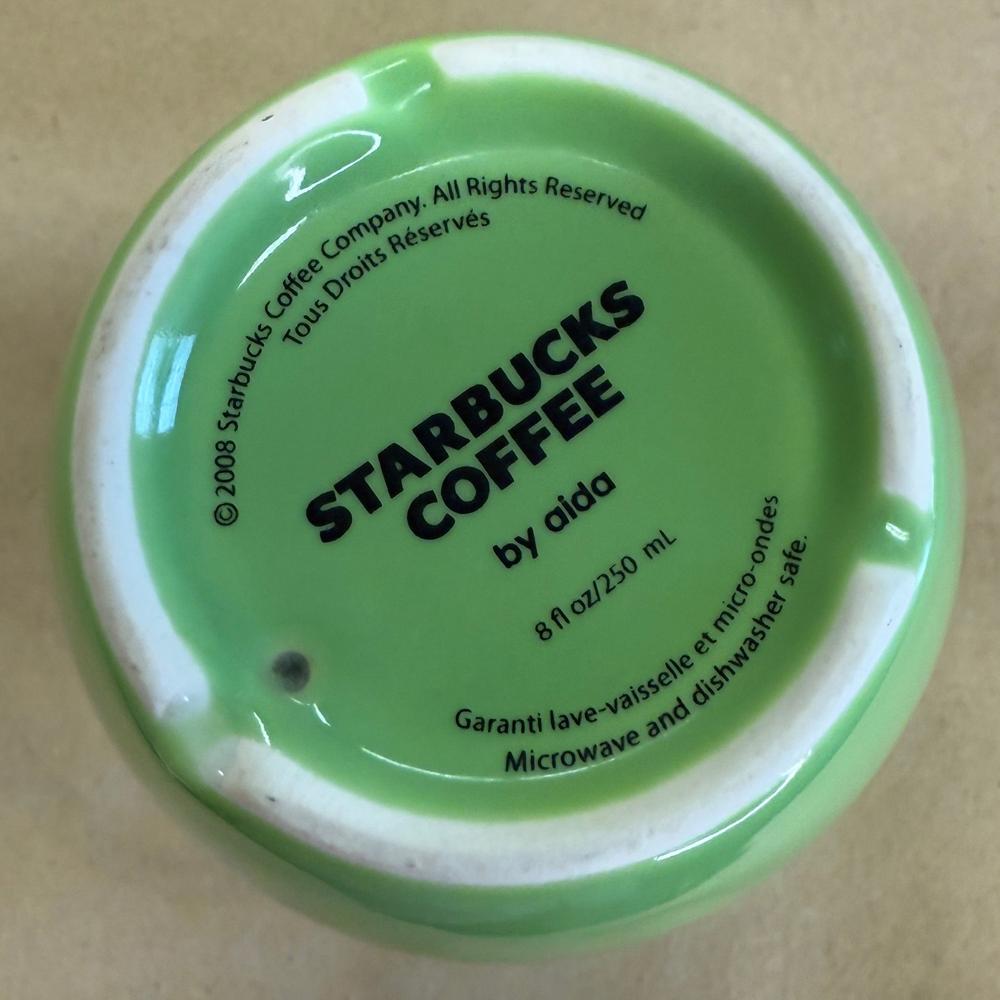 © 2008 Starbucks Coffee Company. All Rights Reserved
Tous Droits Réservés
STARBUCKS
COFFEE
by aida
8 fl oz/250 mL
Garanti lave-vaisselle et micro-ondes
Microwave and dishwasher safe.